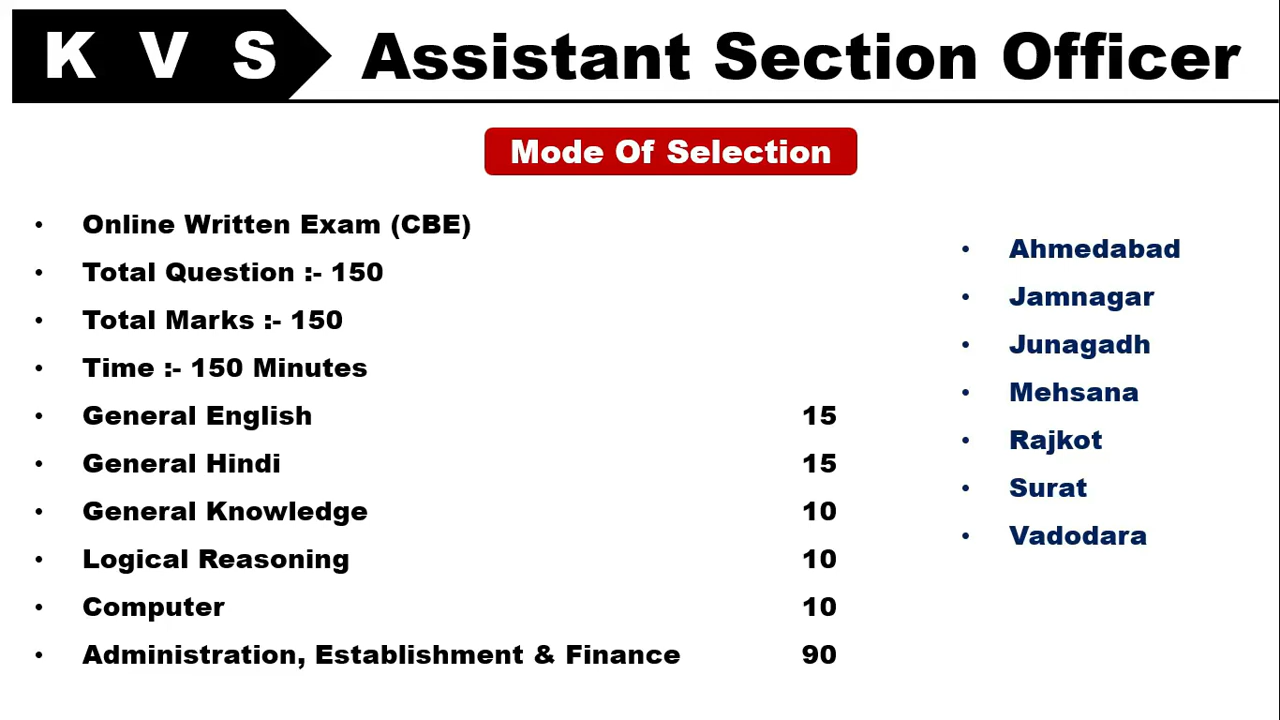 K V S Assistant Section Officer
Mode Of Selection
• Online Written Exam (CBE)
• Total Question :- 150
• Total Marks :- 150
• Time :- 150 Minutes
• General English 15
• General Hindi 15
• General Knowledge 10
• Logical Reasoning 10
• Computer 10
• Administration, Establishment & Finance 90
• Ahmedabad
• Jamnagar
• Junagadh
• Mehsana
• Rajkot
• Surat
• Vadodara